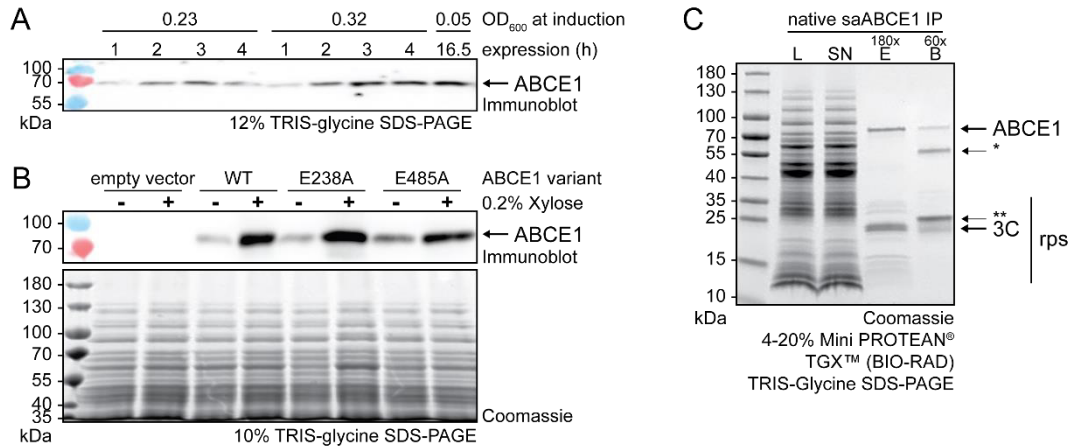 A
0.23 0.32 0.05 OD600 at induction
1 2 3 4 1 2 3 4 16.5 expression (h)
100
70
55
kDa
← ABCE1
Immunoblot
12% TRIS-glycine SDS-PAGE
B
empty vector WT E238A E485A ABCE1 variant
- + - + - + - + 0.2% Xylose
100
70
← ABCE1
Immunoblot
180
130
100
70
55
40
35
kDa
Coomassie
10% TRIS-glycine SDS-PAGE
C
native saABCE1 IP
180x 60x
L SN E B
180
130
100
70
55
40
35
25
15
10
kDa
← ABCE1
← *
← **
← 3C
rps
Coomassie
4-20% Mini PROTEAN®
TGX™ (BIO-RAD)
TRIS-Glycine SDS-PAGE